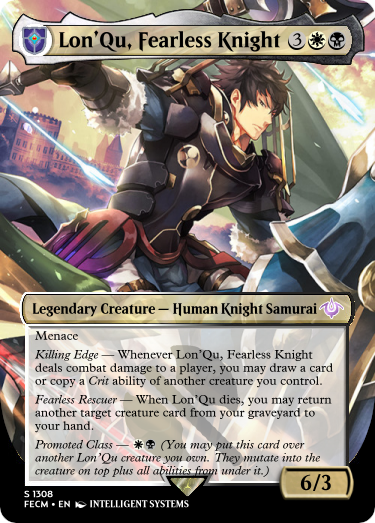 Lon'Qu, Fearless Knight 3
Legendary Creature — Human Knight Samurai
Menace
Killing Edge — Whenever Lon'Qu, Fearless Knight
deals combat damage to a player, you may draw a card
or copy a Crit ability of another creature you control.
Fearless Rescuer — When Lon'Qu dies, you may return
another target creature card from your graveyard to
your hand.
Promoted Class — (You may put this card over
another Lon'Qu creature you own. They mutate into the
creature on top plus all abilities from under it.)
6/3
S 1308
FECM • EN INTELLIGENT SYSTEMS